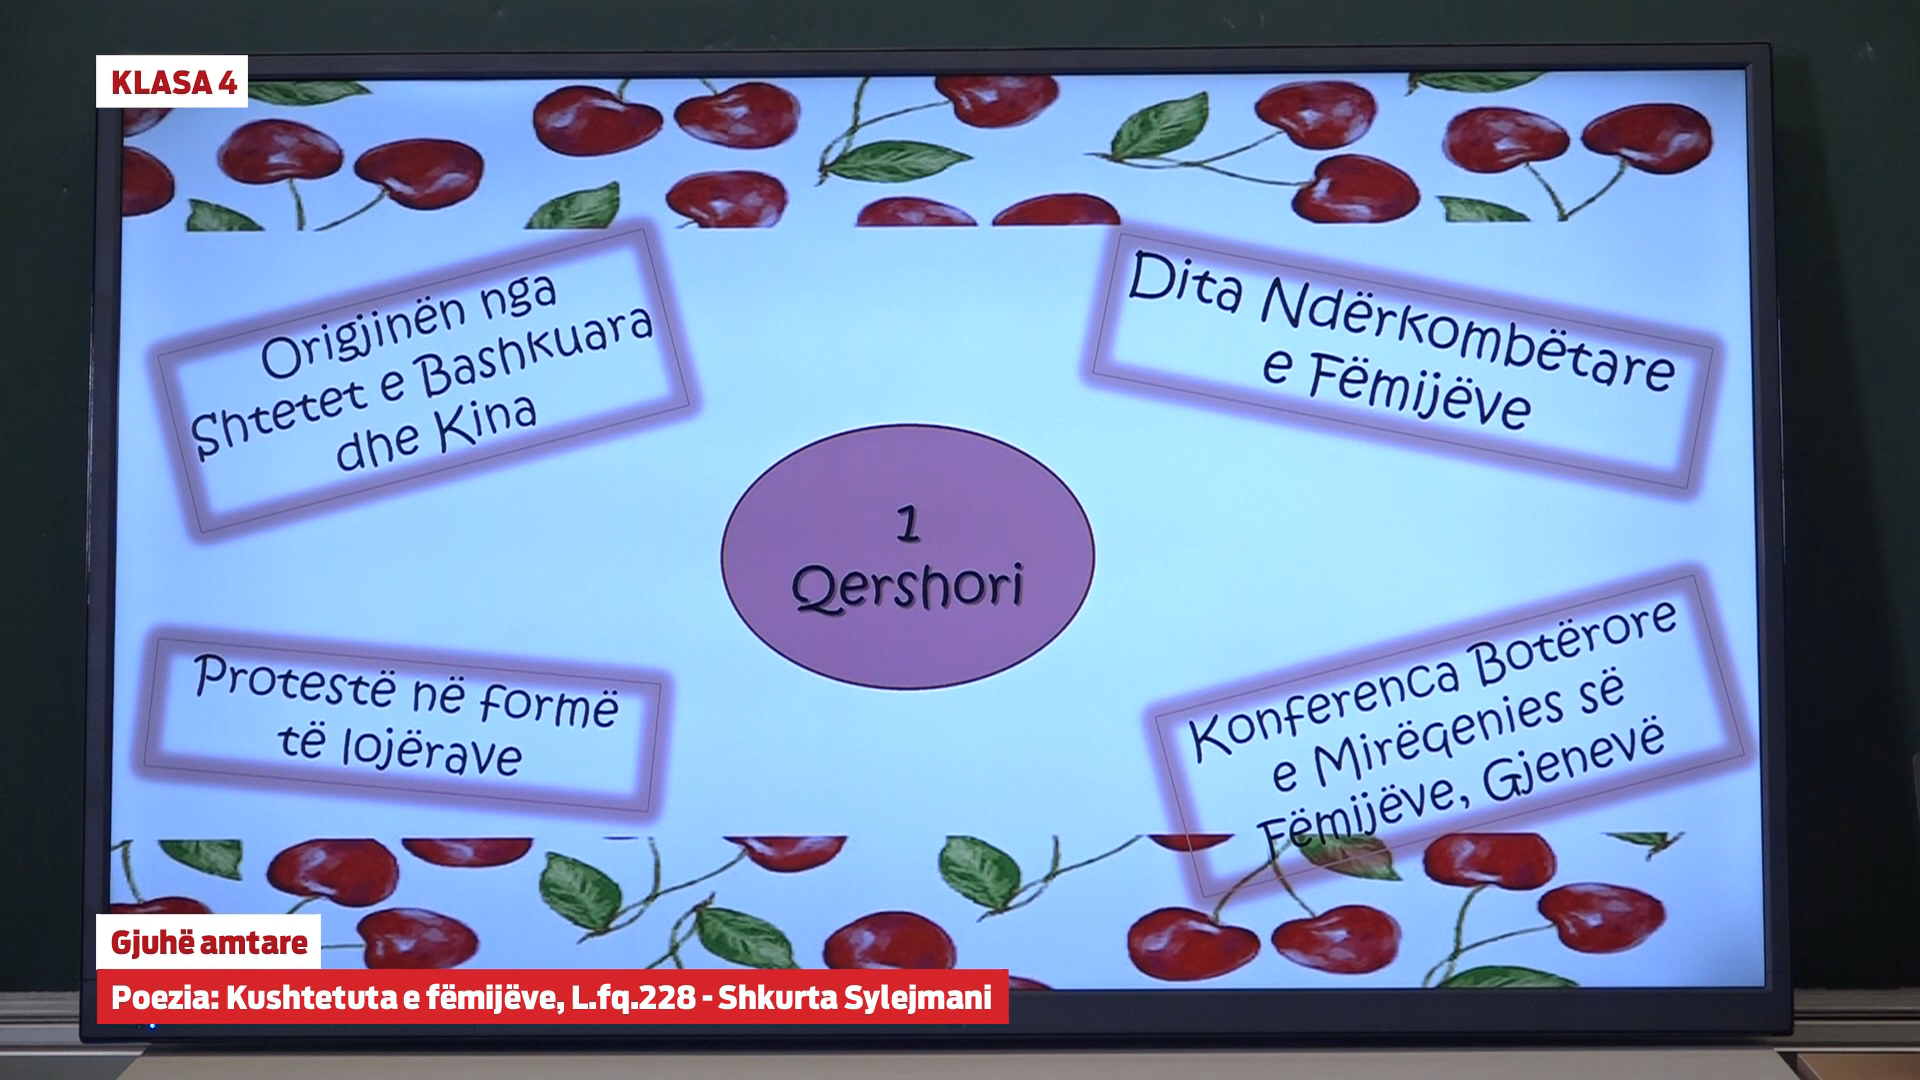 KLASA 4
Origjinën nga
Shtetet e Bashkuara
dhe Kina
Dita Ndërkombëtare
e Fëmijëve
1
Qershori
Protestë në formë
të lojërave
Konferenca Botërore
e Mirëqenies së
Fëmijëve, Gjenevë
Gjuhë amtare
Poezia: Kushtetuta e fëmijëve, L.fq.228 - Shkurta Sylejmani